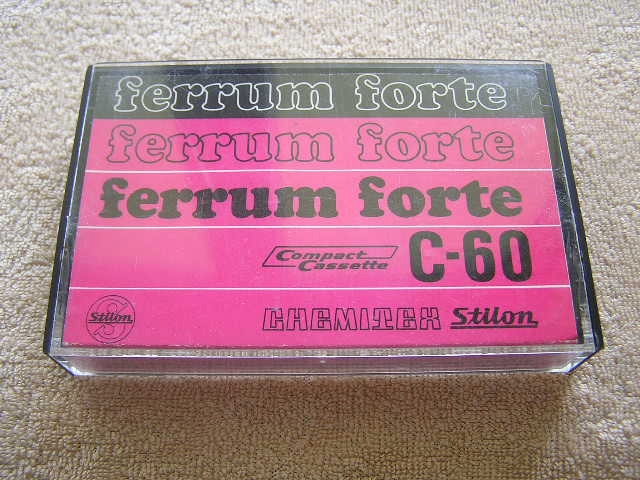 ferrum forte
ferrum forte
ferrum forte
Compact Cassette C-60
Stilon CHEMITEX Stilon